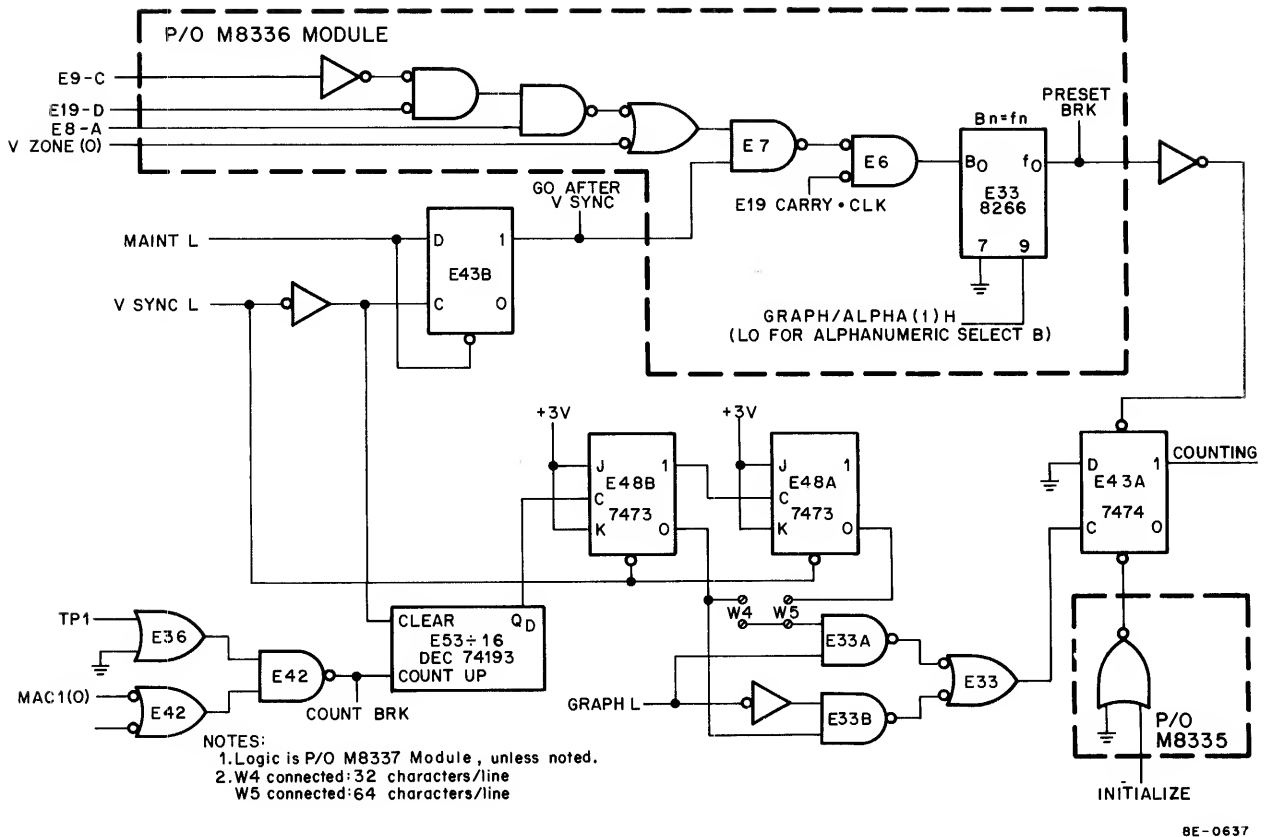 P/O M8336 MODULE
E9-C
E19-D
E8-A
V ZONE (0)
E7
E6
E19 CARRY • CLK
Bn=fn
B0
f0
E33
8266
7
9
PRESET
BRK
GRAPH/ALPHA (1) H
(LO FOR ALPHANUMERIC SELECT B)
GO AFTER
V SYNC
MAINT L
D
1
E43B
C
0
V SYNC L
+3V
J
1
E48B
C
7473
K
0
+3V
J
1
E48A
C
7473
K
0
D
1
E43A
7474
C
0
COUNTING
W4
W5
TP1
E36
E42
MAC1(0)
E42
COUNT BRK
CLEAR
QD
E53÷16
DEC 74193
COUNT UP
GRAPH L
E33A
E33B
E33
P/O
M8335
INITIALIZE
NOTES:
1. Logic is P/O M8337 Module, unless noted.
2. W4 connected: 32 characters/line
W5 connected: 64 characters/line
8E-0637